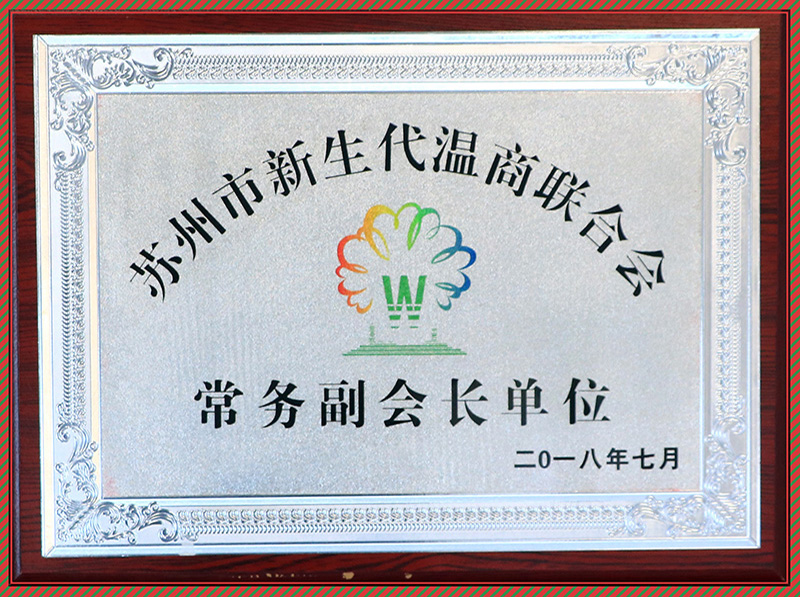 苏州市新生代温商联合会
W
常务副会长单位
二0一八年七月